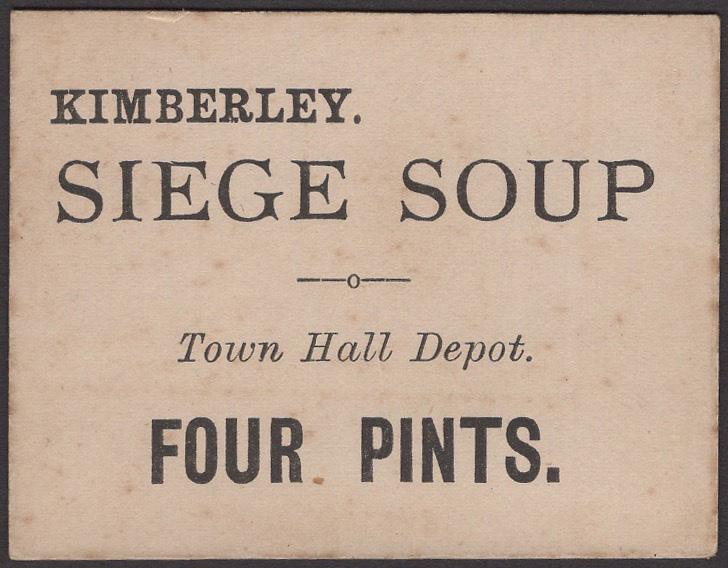 KIMBERLEY.
SIEGE SOUP
Town Hall Depot.
FOUR PINTS.